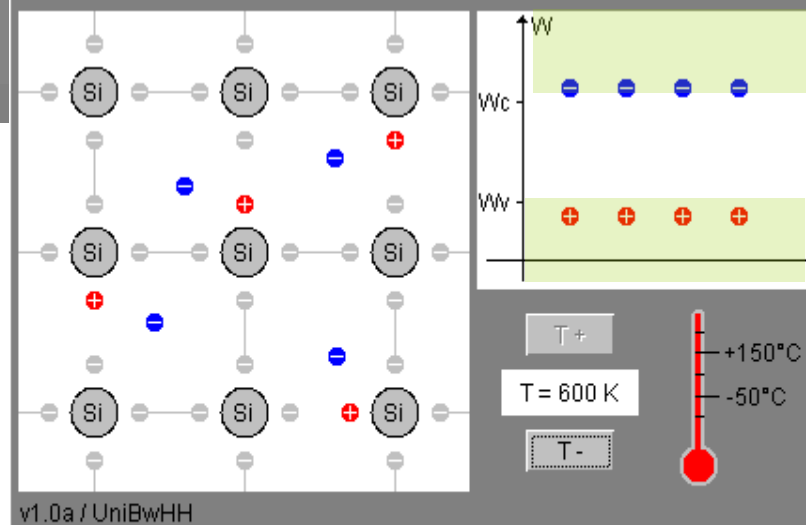 Si Si Si
Si Si Si
Si Si Si
W
Wc
Wv
T +
T = 600 K
T -
+150°C
-50°C
v1.0a / UniBwHH